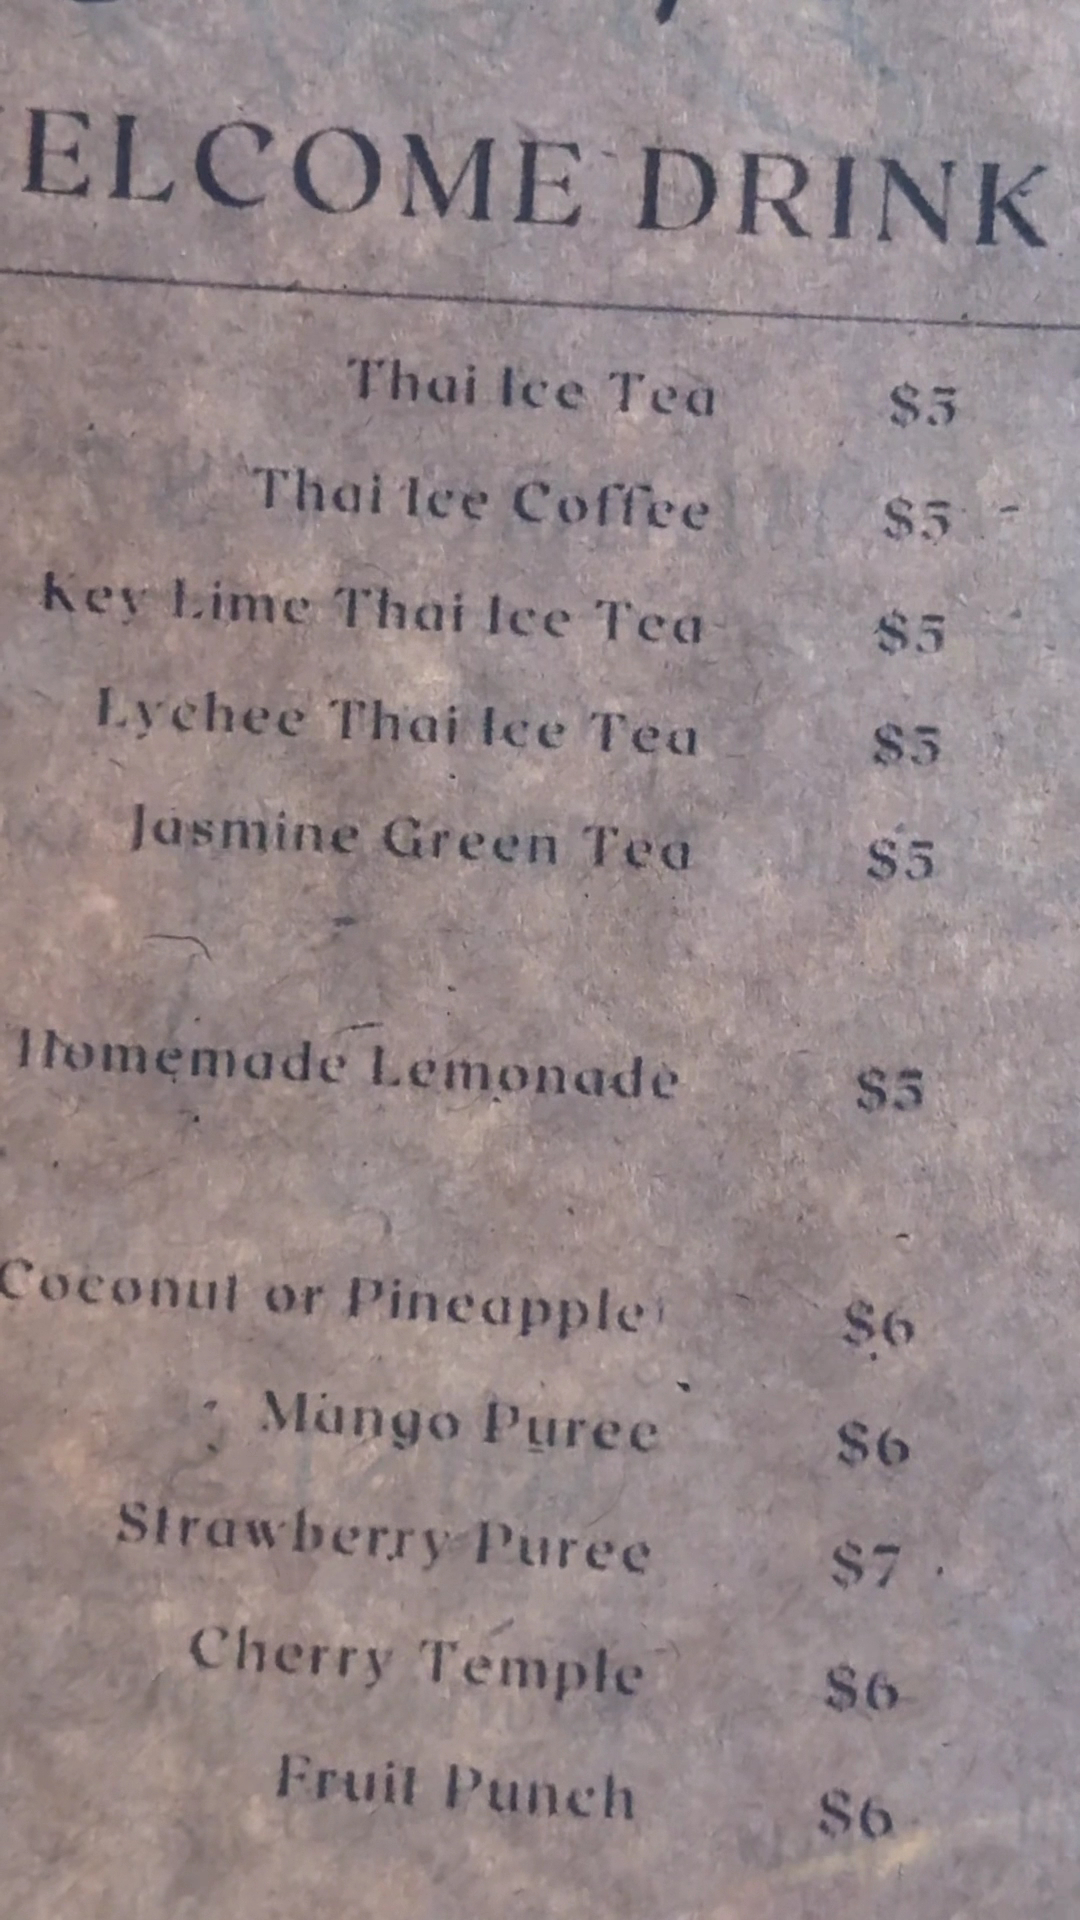 ELCOME DRINK
Thai Ice Tea $5
Thai Ice Coffee $5
Key Lime Thai Ice Tea $5
Lychee Thai Ice Tea $5
Jasmine Green Tea $5
Homemade Lemonade $5
Coconut or Pineapple $6
Mango Puree $6
Strawberry Puree $7
Cherry Temple $6
Fruit Punch $6